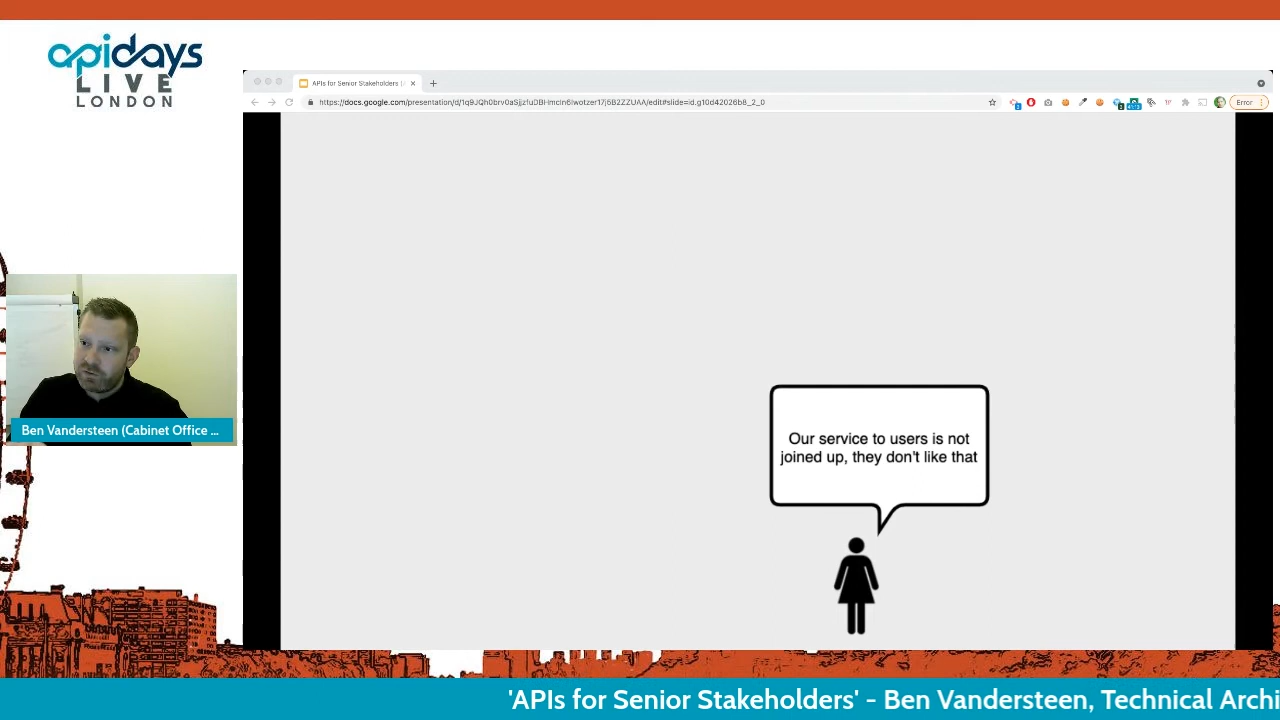 apidays
LIVE
LONDON
APIs for Senior Stakeholders |
Our service to users is not
joined up, they don't like that
Error
Ben Vandersteen (Cabinet Office ...
'APIs for Senior Stakeholders' - Ben Vandersteen, Technical Archi